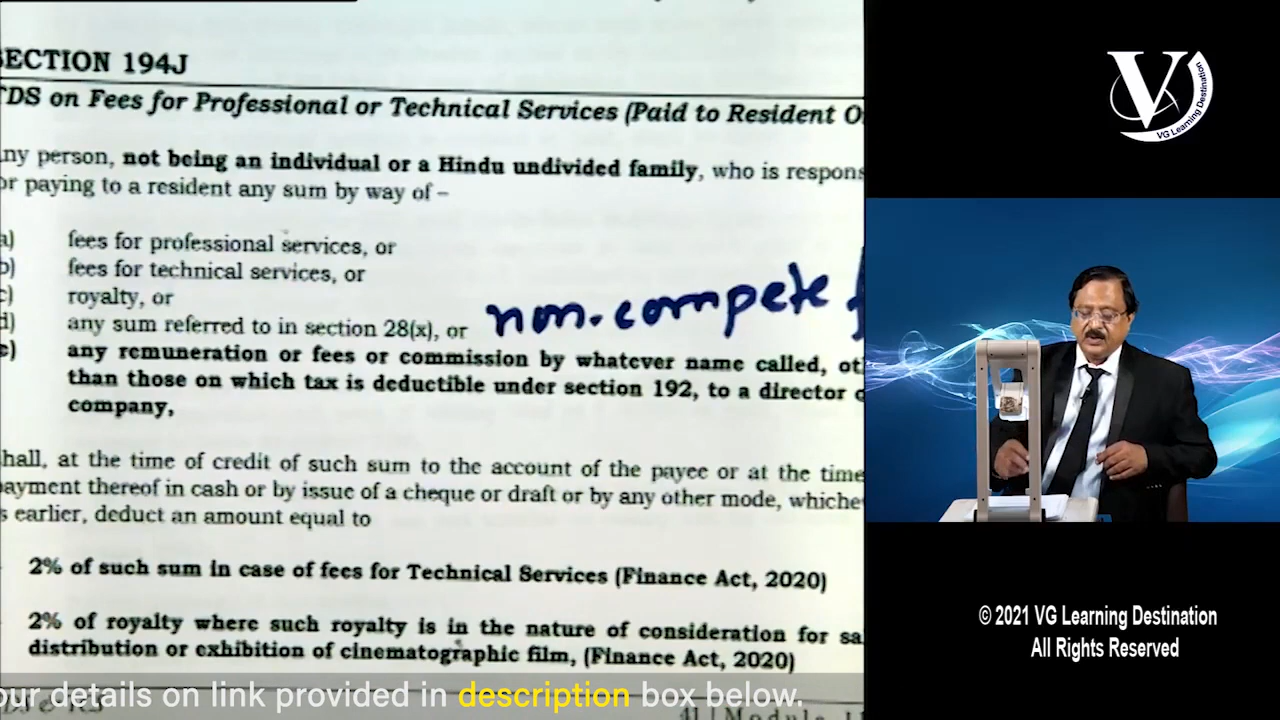 SECTION 194J
TDS on Fees for Professional or Technical Services (Paid to Resident O
ny person, not being an individual or a Hindu undivided family, who is respons
or paying to a resident any sum by way of –
a) fees for professional services, or
b) fees for technical services, or
c) royalty, or
d) any sum referred to in section 28(x), or non-compete f
e) any remuneration or fees or commission by whatever name called, ot
than those on which tax is deductible under section 192, to a director o
company,
hall, at the time of credit of such sum to the account of the payee or at the time
payment thereof in cash or by issue of a cheque or draft or by any other mode, whiche
s earlier, deduct an amount equal to
2% of such sum in case of fees for Technical Services (Finance Act, 2020)
2% of royalty where such royalty is in the nature of consideration for sa
distribution or exhibition of cinematographic film, (Finance Act, 2020)
41 | Module
our details on link provided in description box below.
V
VG Learning Destination
© 2021 VG Learning Destination
All Rights Reserved